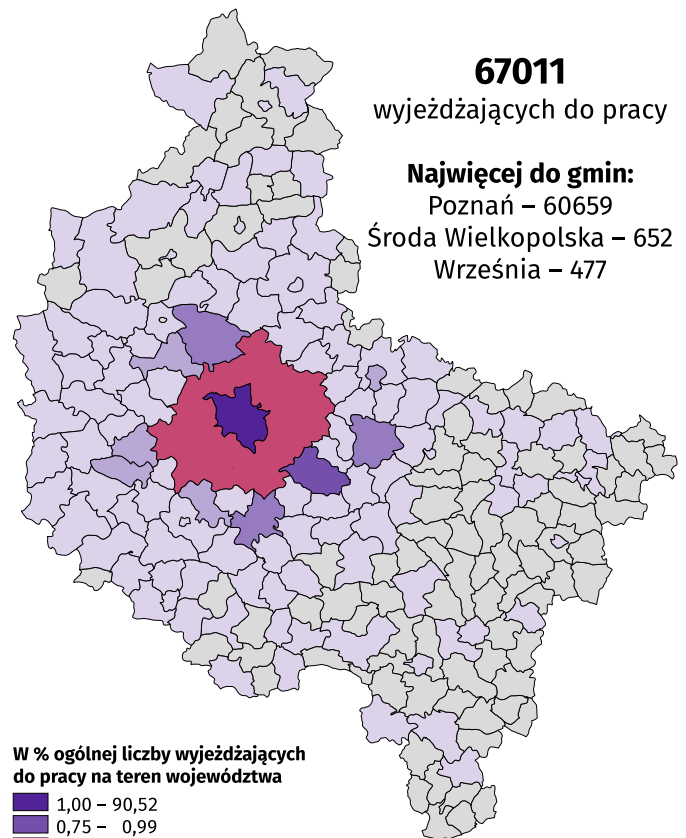 67011
wyjeżdżających do pracy
Najwięcej do gmin:
Poznań – 60659
Środa Wielkopolska – 652
Września – 477
W % ogólnej liczby wyjeżdżających
do pracy na teren województwa
1,00 – 90,52
0,75 – 0,99